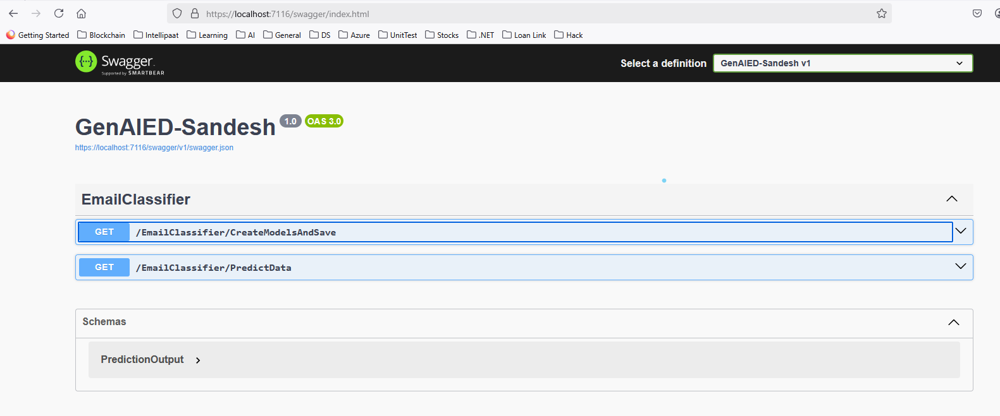 https://localhost:7116/swagger/index.html
Getting Started Blockchain Intellipaat Learning AI General DS Azure UnitTest Stocks .NET Loan Link Hack
Swagger
Supported by SMARTBEAR
Select a definition
GenAIED-Sandesh v1
GenAIED-Sandesh 1.0 OAS 3.0
https://localhost:7116/swagger/v1/swagger.json
EmailClassifier
GET /EmailClassifier/CreateModelsAndSave
GET /EmailClassifier/PredictData
Schemas
PredictionOutput